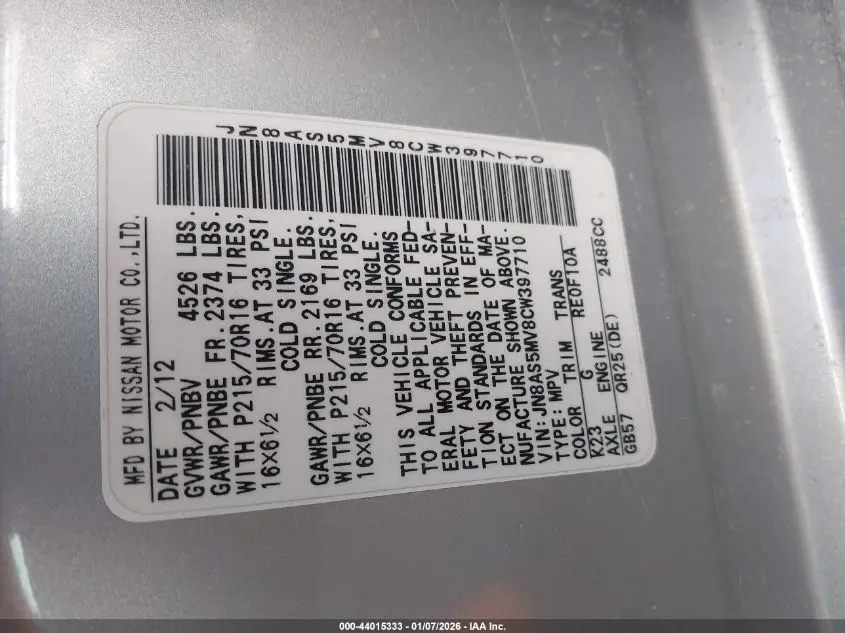 MFD BY NISSAN MOTOR CO.,LTD.
DATE 2/12
GVWR/PNBV 4526 LBS.
GAWR/PNBE FR.2374 LBS.
WITH P215/70R16 TIRES,
16X6½ RIMS.AT 33 PSI
COLD SINGLE.
GAWR/PNBE RR.2169 LBS.
WITH P215/70R16 TIRES,
16X6½ RIMS.AT 33 PSI
COLD SINGLE.
THIS VEHICLE CONFORMS
TO ALL APPLICABLE FED-
ERAL MOTOR VEHICLE SA-
FETY AND THEFT PREVEN-
TION STANDARDS IN EFF-
ECT ON THE DATE OF MA-
NUFACTURE SHOWN ABOVE.
VIN:JN8AS5MV8CW397710
TYPE:MPV
COLOR TRIM TRANS
K23 G RE0F10A
AXLE ENGINE
GB57 QR25(DE) 2488CC
JN8AS5MV8CW397710
000-44015333 - 01/07/2026 - IAA Inc.